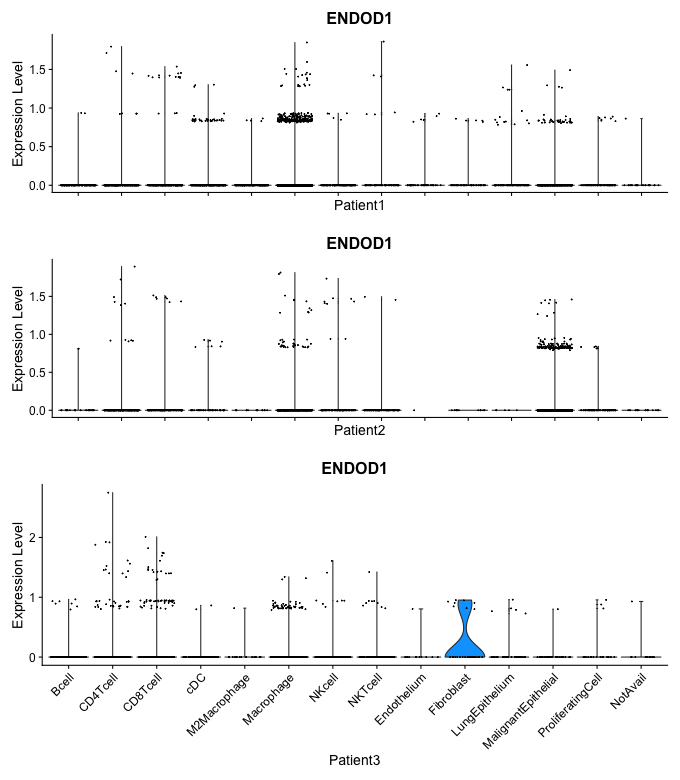 ENDOD1
Expression Level
1.5
1.0
0.5
0.0
Patient1
ENDOD1
Expression Level
1.5
1.0
0.5
0.0
Patient2
ENDOD1
Expression Level
2
1
0
Bcell
CD4Tcell
CD8Tcell
cDC
M2Macrophage
Macrophage
NKcell
NKTcell
Endothelium
Fibroblast
LungEpithelium
MalignantEpithelial
ProliferatingCell
NotAvail
Patient3